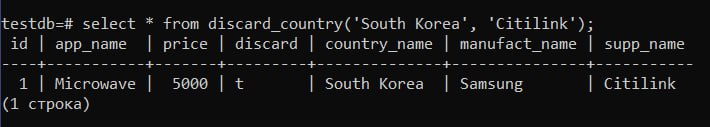 testdb=# select * from discard_country('South Korea', 'Citilink');
 id | app_name  | price | discard | country_name | manufact_name | supp_name
----+-----------+-------+---------+--------------+---------------+-----------
  1 | Microwave |  5000 | t       | South Korea  | Samsung       | Citilink
(1 строка)